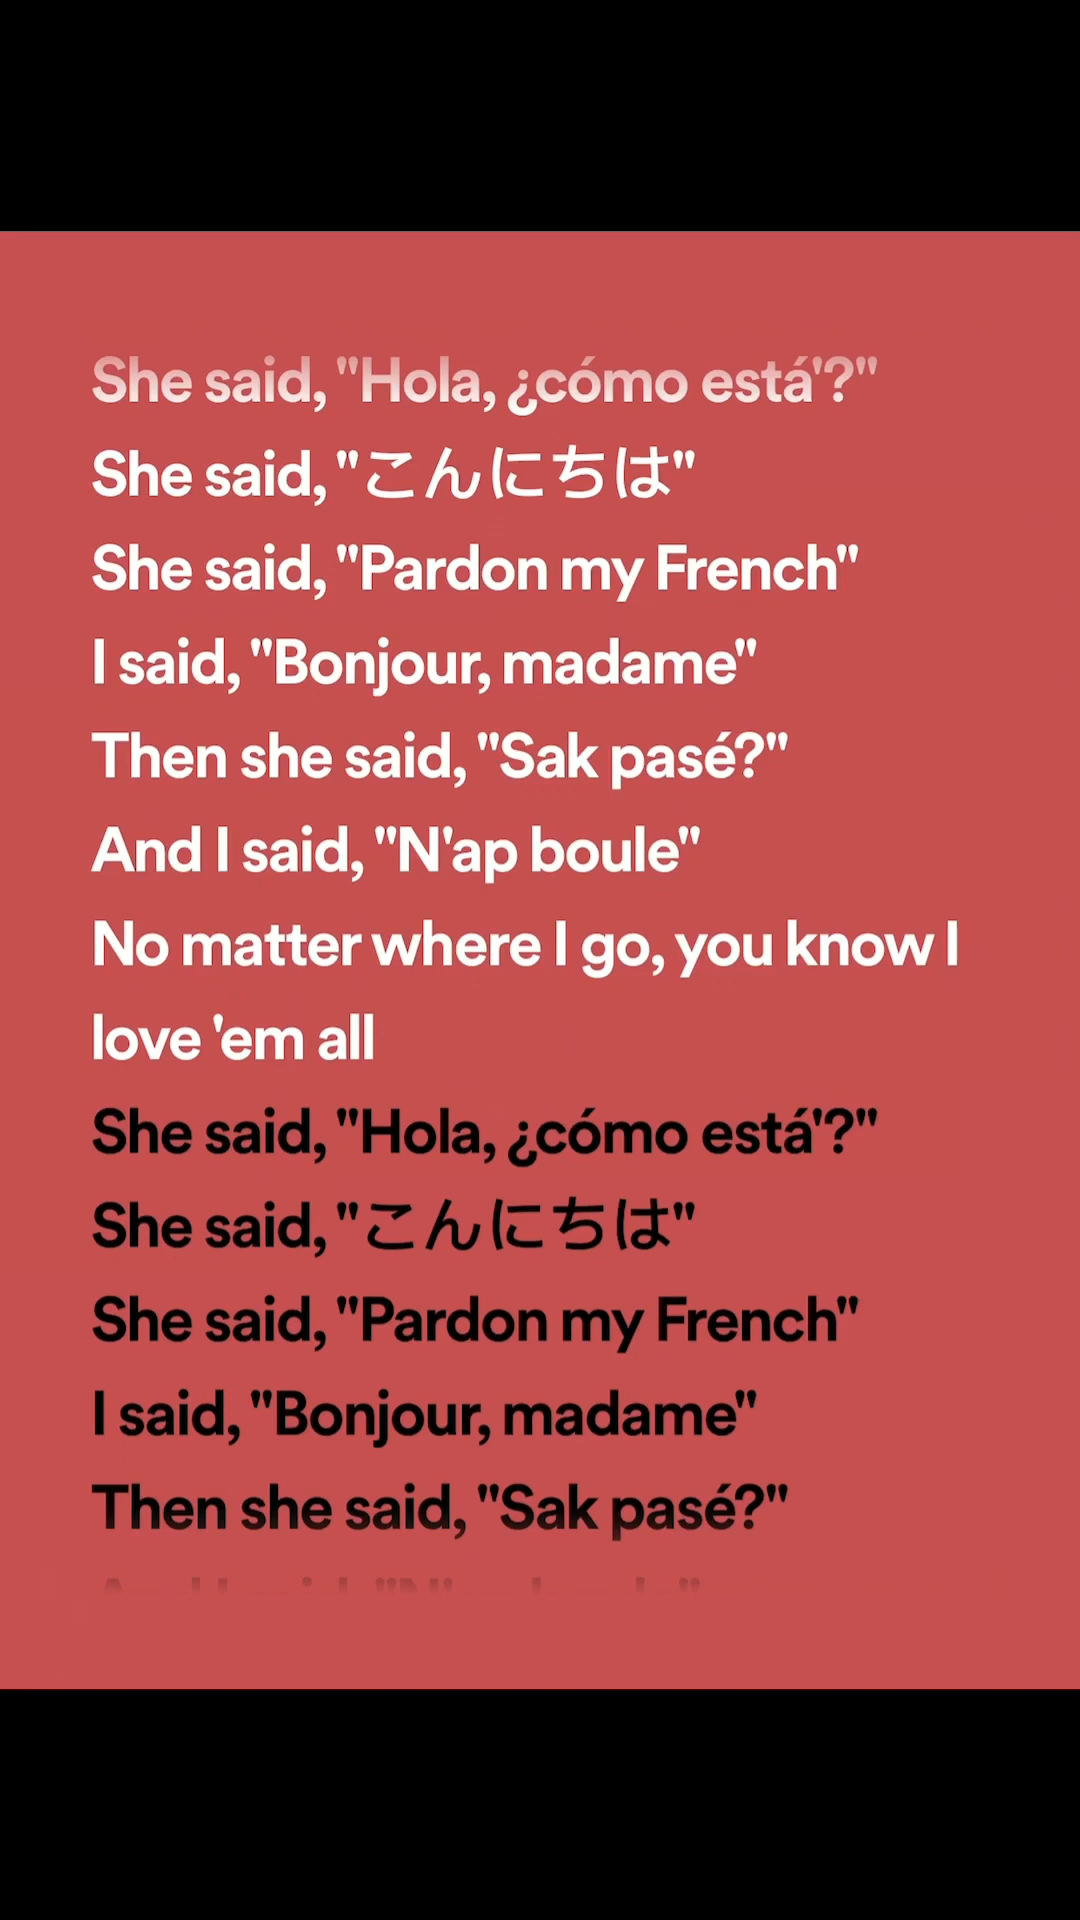 She said, "Hola, ¿cómo está'?"
She said, "こんにちは"
She said, "Pardon my French"
I said, "Bonjour, madame"
Then she said, "Sak pasé?"
And I said, "N'ap boule"
No matter where I go, you know I
love 'em all
She said, "Hola, ¿cómo está'?"
She said, "こんにちは"
She said, "Pardon my French"
I said, "Bonjour, madame"
Then she said, "Sak pasé?"